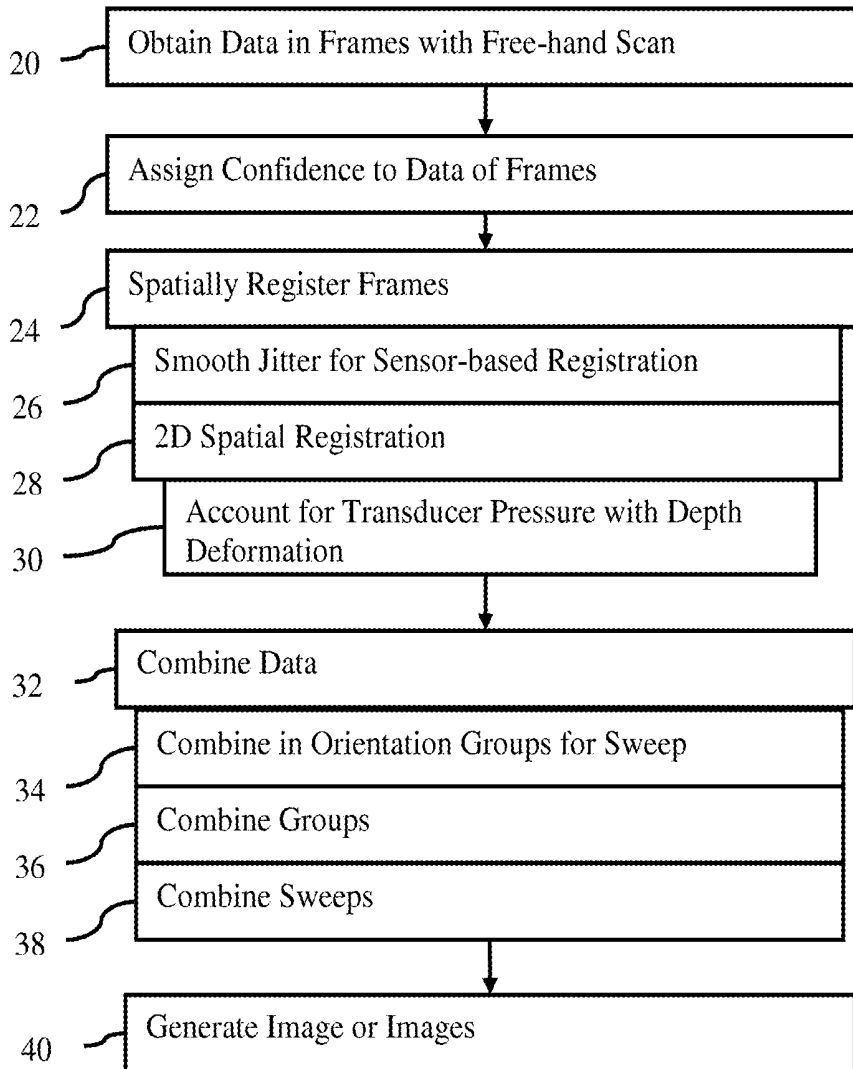 Obtain Data in Frames with Free-hand Scan
20
Assign Confidence to Data of Frames
22
Spatially Register Frames
24
Smooth Jitter for Sensor-based Registration
26
2D Spatial Registration
28
Account for Transducer Pressure with Depth
Deformation
30
Combine Data
32
Combine in Orientation Groups for Sweep
34
Combine Groups
36
Combine Sweeps
38
Generate Image or Images
40